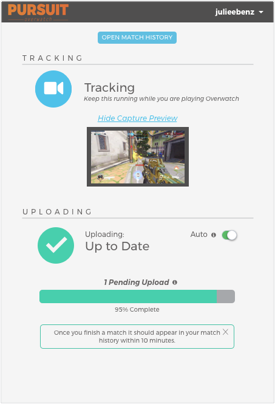 PURSUIT
julieebenz
OPEN MATCH HISTORY
TRACKING
Tracking
Keep this running while you are playing Overwatch
Hide Capture Preview
UPLOADING
Uploading:
Up to Date
Auto
1 Pending Upload
95% Complete
Once you finish a match it should appear in your match X
history within 10 minutes.